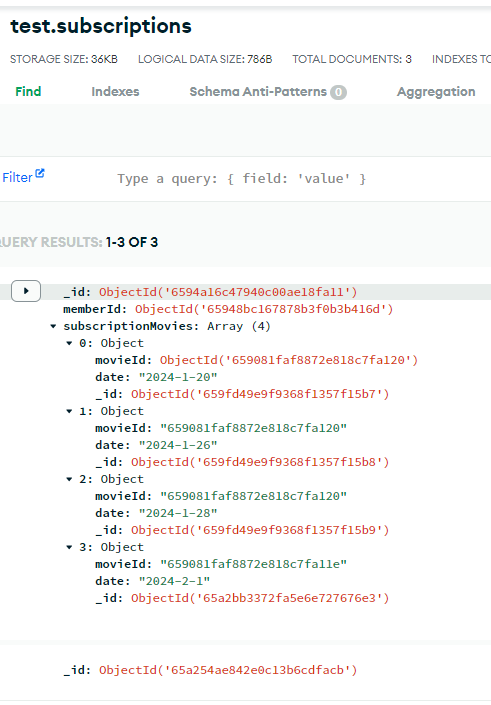 test.subscriptions
STORAGE SIZE: 36KB LOGICAL DATA SIZE: 786B TOTAL DOCUMENTS: 3 INDEXES TO
Find Indexes Schema Anti-Patterns 0 Aggregation
Filter Type a query: { field: 'value' }
QUERY RESULTS: 1-3 OF 3
_id: ObjectId('6594a16c47940c00ae18fa11')
memberId: ObjectId('65948bc167878b3f0b3b416d')
subscriptionMovies: Array (4)
0: Object
movieId: ObjectId('659081faf8872e818c7fa120')
date: "2024-1-20"
_id: ObjectId('659fd49e9f9368f1357f15b7')
1: Object
movieId: "659081faf8872e818c7fa120"
date: "2024-1-26"
_id: ObjectId('659fd49e9f9368f1357f15b8')
2: Object
movieId: "659081faf8872e818c7fa120"
date: "2024-1-28"
_id: ObjectId('659fd49e9f9368f1357f15b9')
3: Object
movieId: "659081faf8872e818c7fa11e"
date: "2024-2-1"
_id: ObjectId('65a2bb3372fa5e6e727676e3')
_id: ObjectId('65a254ae842e0c13b6cdfacb')